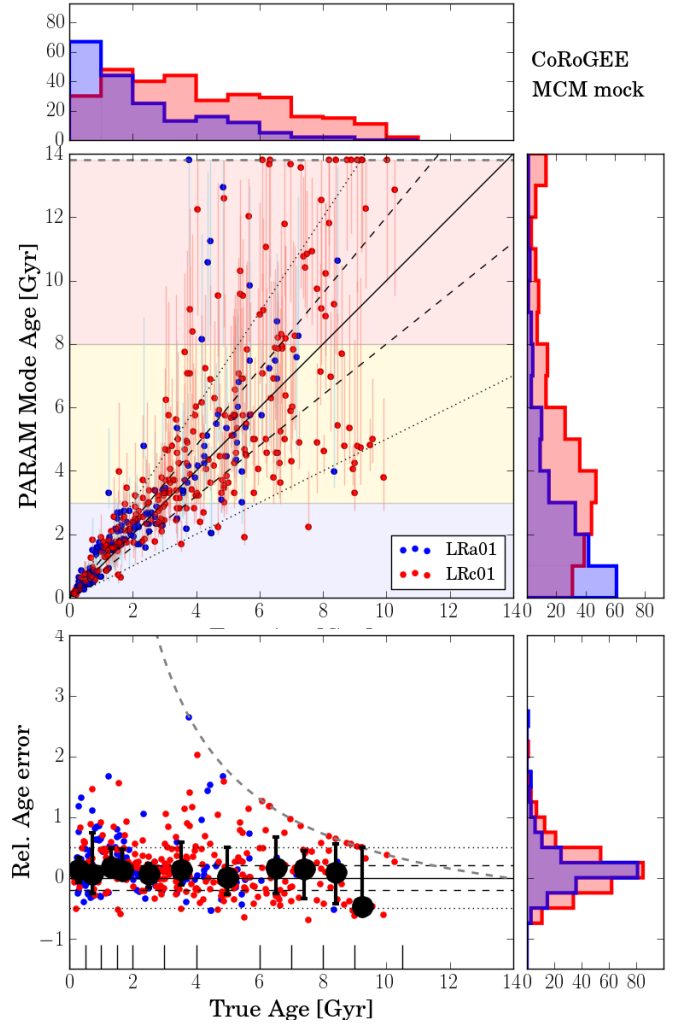 80
60
40
20
0
CoRoGEE
MCM mock
14
12
10
8
6
4
2
0
PARAM Mode Age [Gyr]
LRa01
LRc01
0 2 4 6 8 10 12 14
0 20 40 60 80
4
3
2
1
0
−1
Rel. Age error
0 2 4 6 8 10 12 14
0 20 40 60 80
True Age [Gyr]